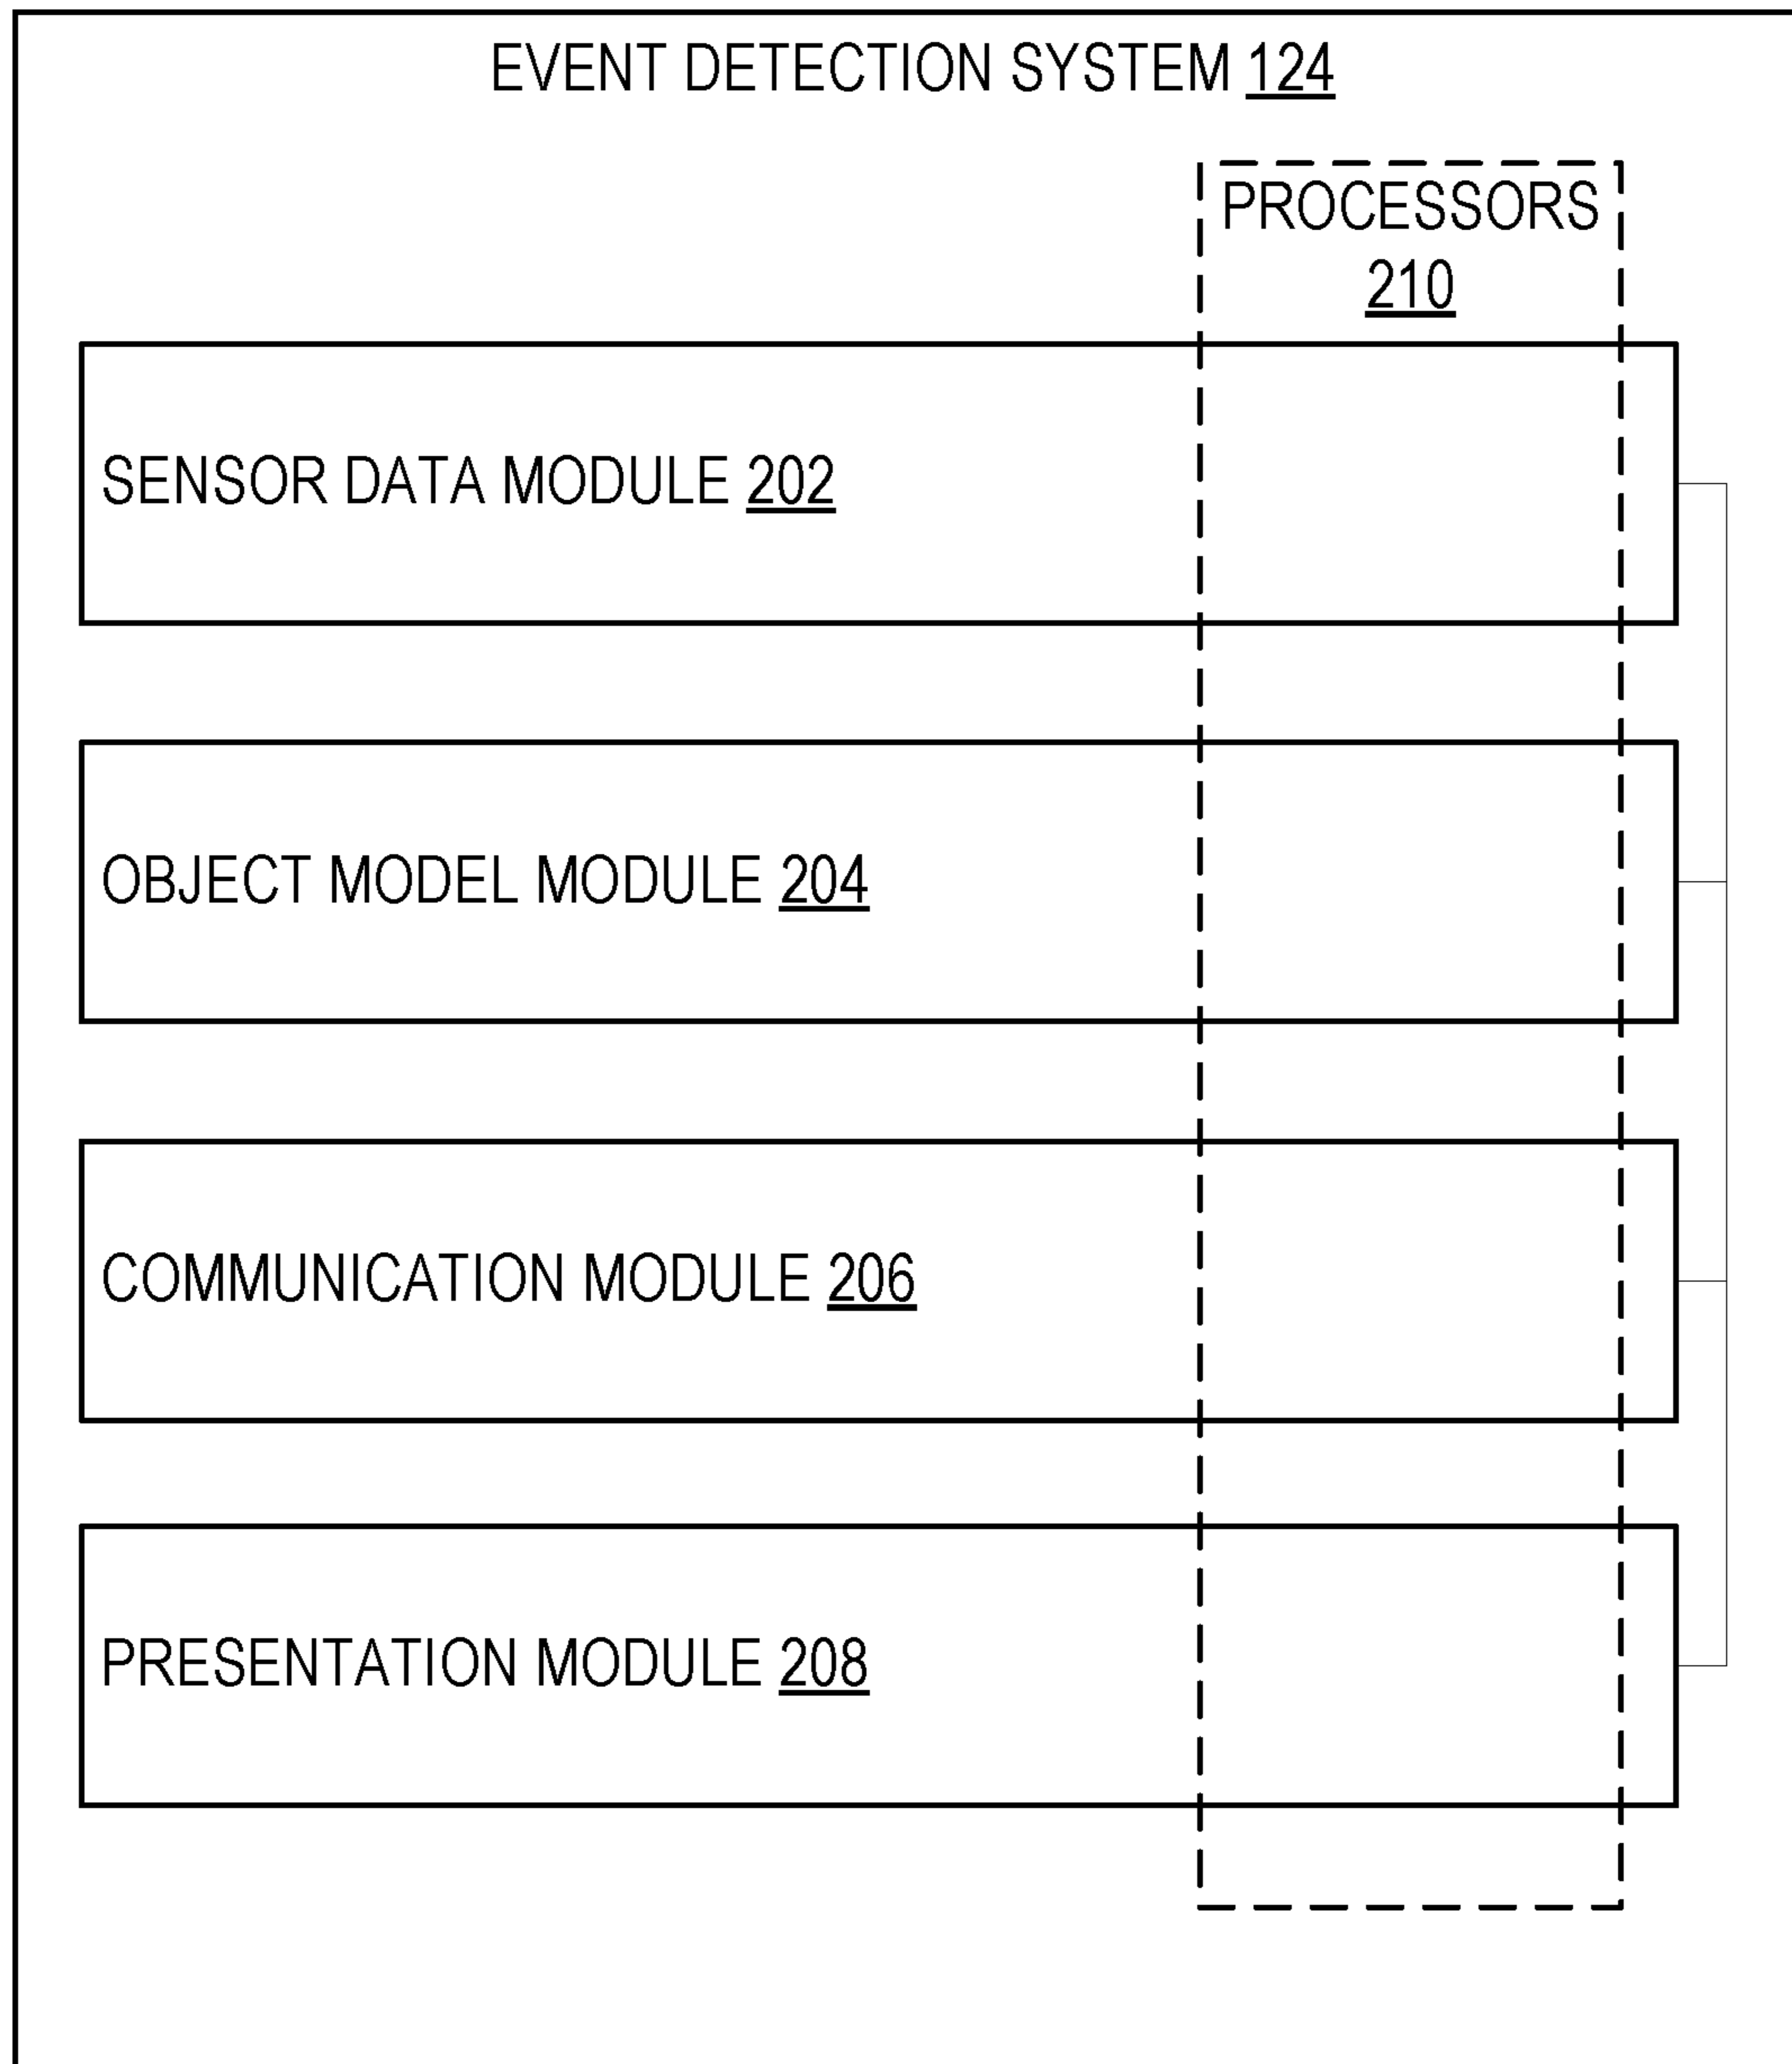 EVENT DETECTION SYSTEM 124
PROCESSORS
210
SENSOR DATA MODULE 202
OBJECT MODEL MODULE 204
COMMUNICATION MODULE 206
PRESENTATION MODULE 208